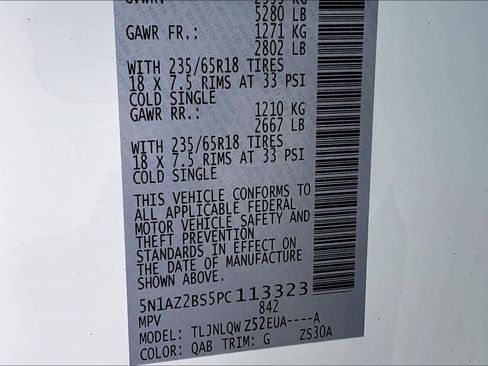 5280 LB
GAWR FR.: 1271 KG
2802 LB
WITH 235/65R18 TIRES
18 X 7.5 RIMS AT 33 PSI
COLD SINGLE
GAWR RR.: 1210 KG
2667 LB
WITH 235/65R18 TIRES
18 X 7.5 RIMS AT 33 PSI
COLD SINGLE
THIS VEHICLE CONFORMS TO
ALL APPLICABLE FEDERAL
MOTOR VEHICLE SAFETY AND
THEFT PREVENTION
STANDARDS IN EFFECT ON
THE DATE OF MANUFACTURE
SHOWN ABOVE.
5N1AZ2BS5PC113323
MPV 842
MODEL: TLJNLQW Z52EUA----A
COLOR: QAB TRIM: G ZS30A